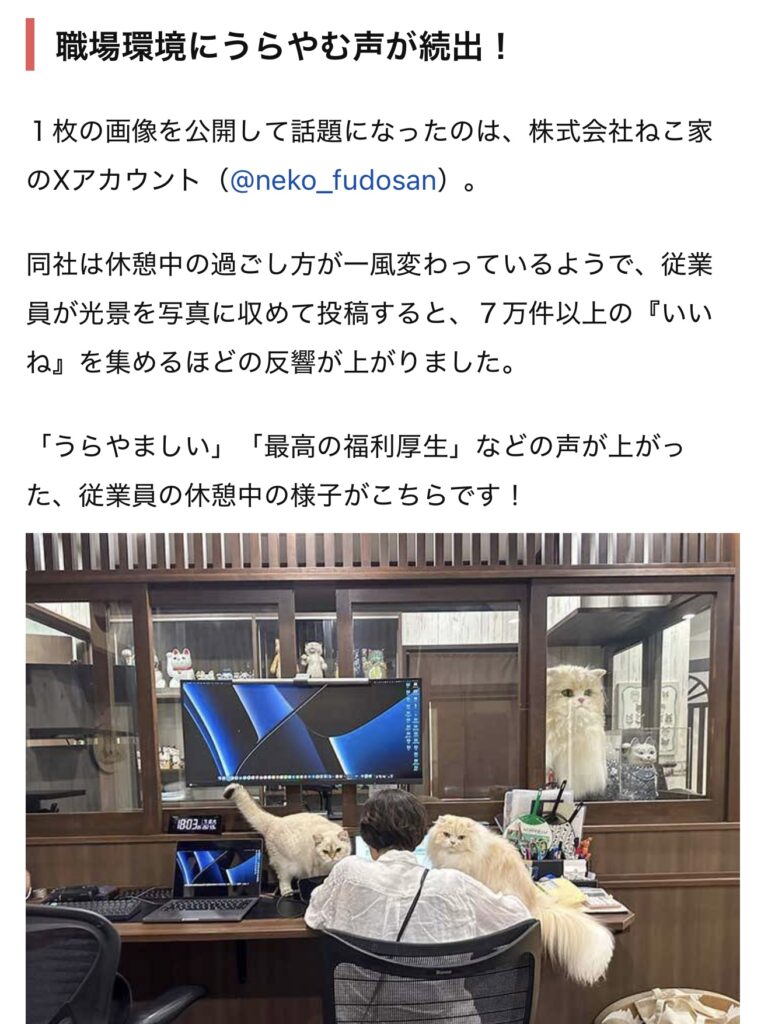 職場環境にうらやむ声が続出！
１枚の画像を公開して話題になったのは、株式会社ねこ家
のXアカウント（@neko_fudosan）。
同社は休憩中の過ごし方が一風変わっているようで、従業
員が光景を写真に収めて投稿すると、７万件以上の『いい
ね』を集めるほどの反響が上がりました。
「うらやましい」「最高の福利厚生」などの声が上がっ
た、従業員の休憩中の様子がこちらです！